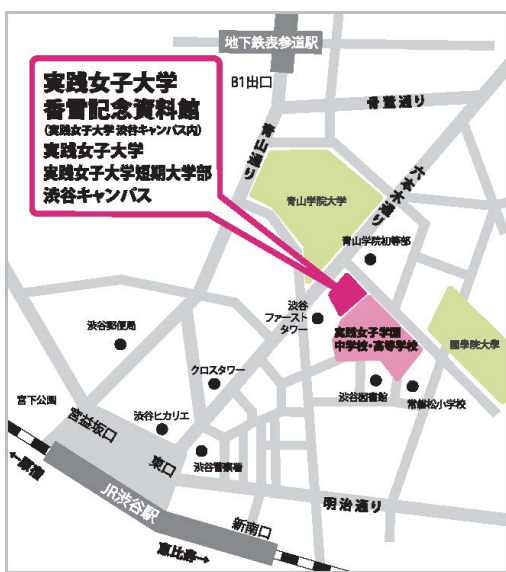 地下鉄表参道駅
B1出口
実践女子大学
香雪記念資料館
(実践女子大学 渋谷キャンパス内)
実践女子大学
実践女子大学短期大学部
渋谷キャンパス
骨董通り
青山通り
六本木通り
青山学院大学
青山学院初等部
渋谷
ファースト
タワー
実践女子学園
中学校・高等学校
國學院大学
渋谷郵便局
クロスタワー
渋谷図書館
常磐松小学校
宮下公園
宮益坂口
渋谷ヒカリエ
東口
渋谷警察署
←原宿
JR渋谷駅
明治通り
新南口
恵比寿→